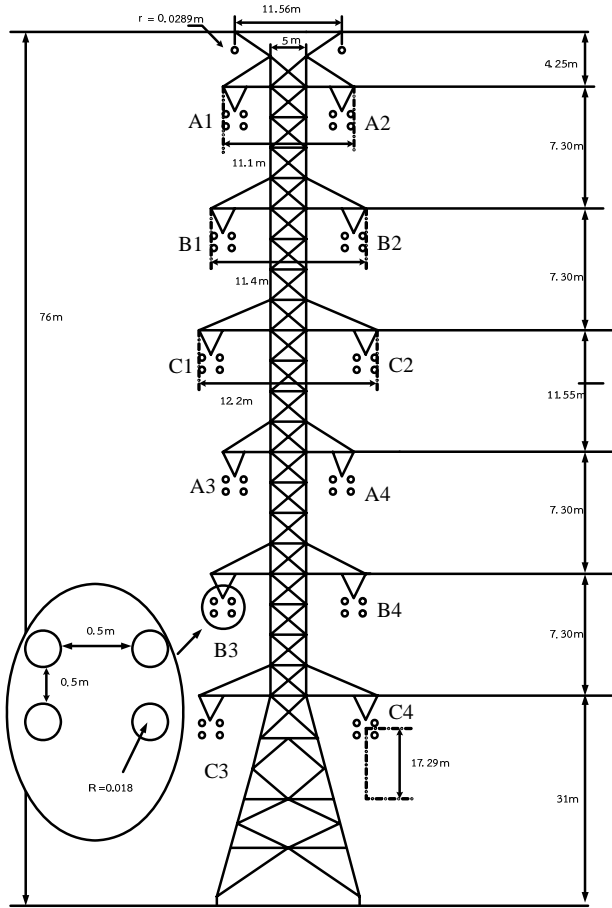 11.56m
r = 0.0289m
5m
4.25m
A1
A2
7.30m
11.1m
B1
B2
11.4m
7.30m
76m
C1
C2
12.2m
11.55m
A3
A4
7.30m
B4
B3
0.5m
0.5m
7.30m
C4
C3
17.29m
R=0.018
31m